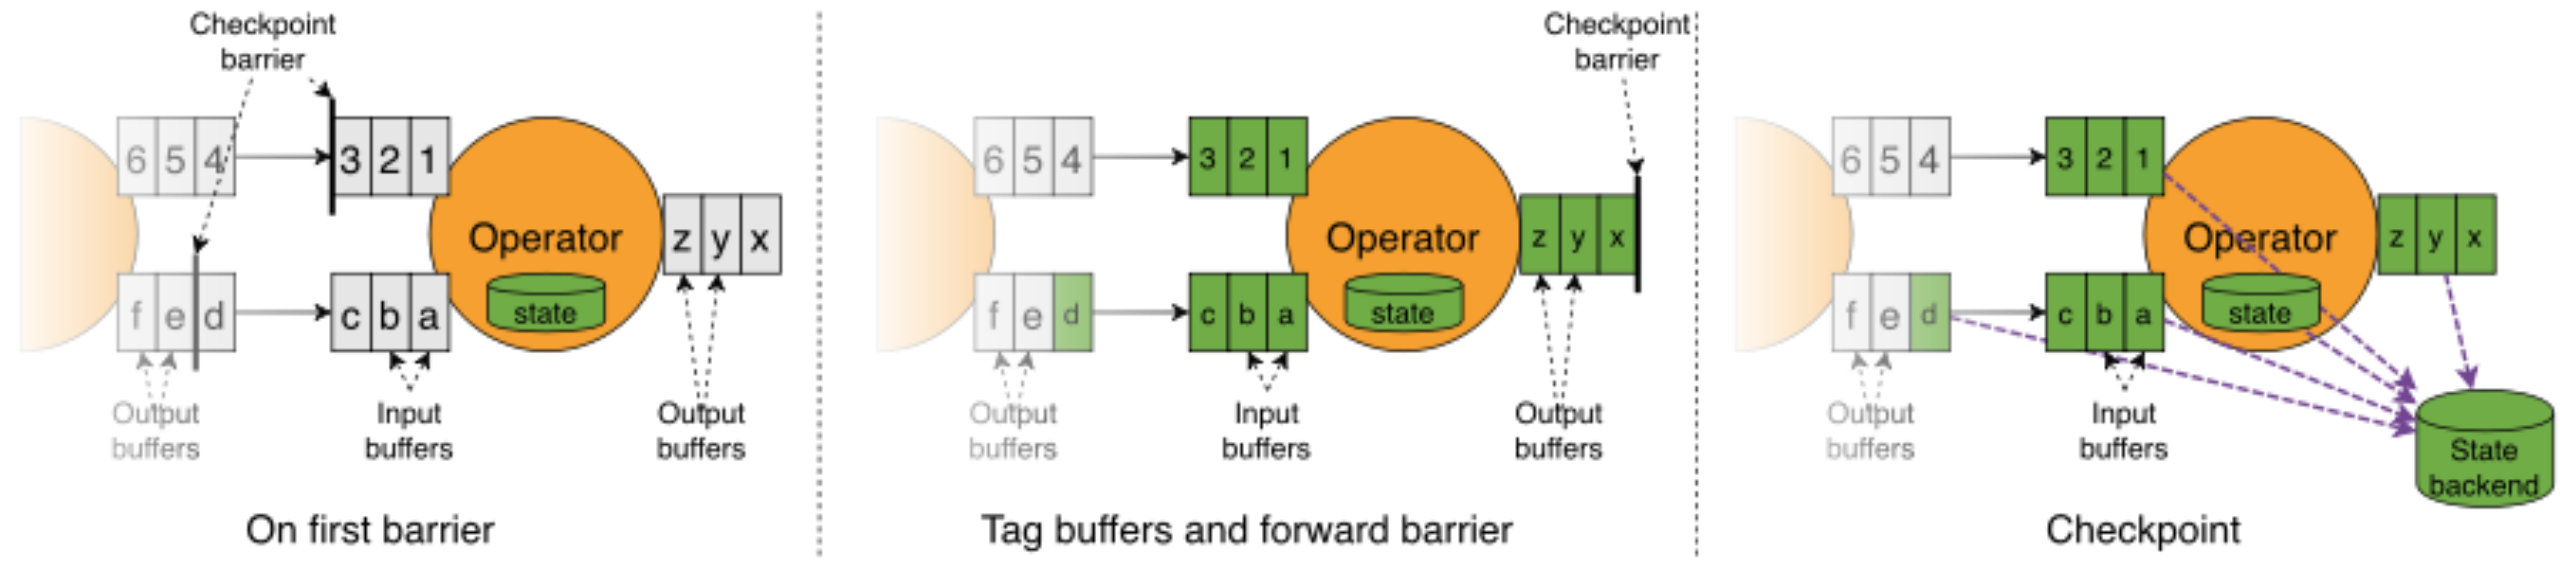 Checkpoint
barrier
6 5 4
3 2 1
Operator
state
z y x
f e d
c b a
Output
buffers
Input
buffers
Output
buffers
On first barrier
Checkpoint
barrier
6 5 4
3 2 1
Operator
state
z y x
f e d
c b a
Output
buffers
Input
buffers
Output
buffers
Tag buffers and forward barrier
6 5 4
3 2 1
Operator
state
z y x
f e d
c b a
Output
buffers
Input
buffers
State
backend
Checkpoint